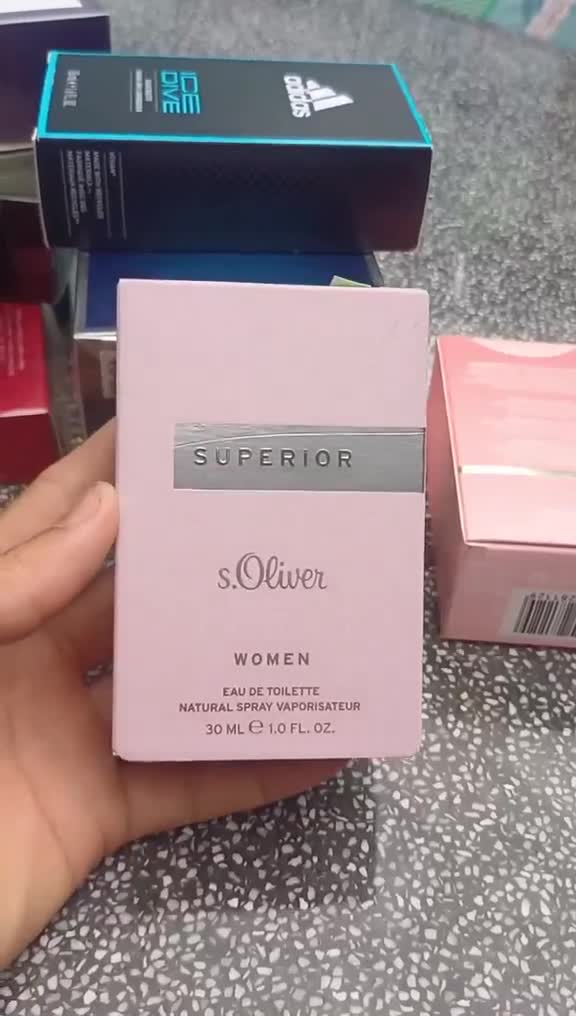 adidas
ICE
DIVE
SUPERiOR
s.Oliver
WOMEN
EAU DE TOILETTE
NATURAL SPRAY VAPORISATEUR
30 ML ℮ 1.0 FL. OZ.